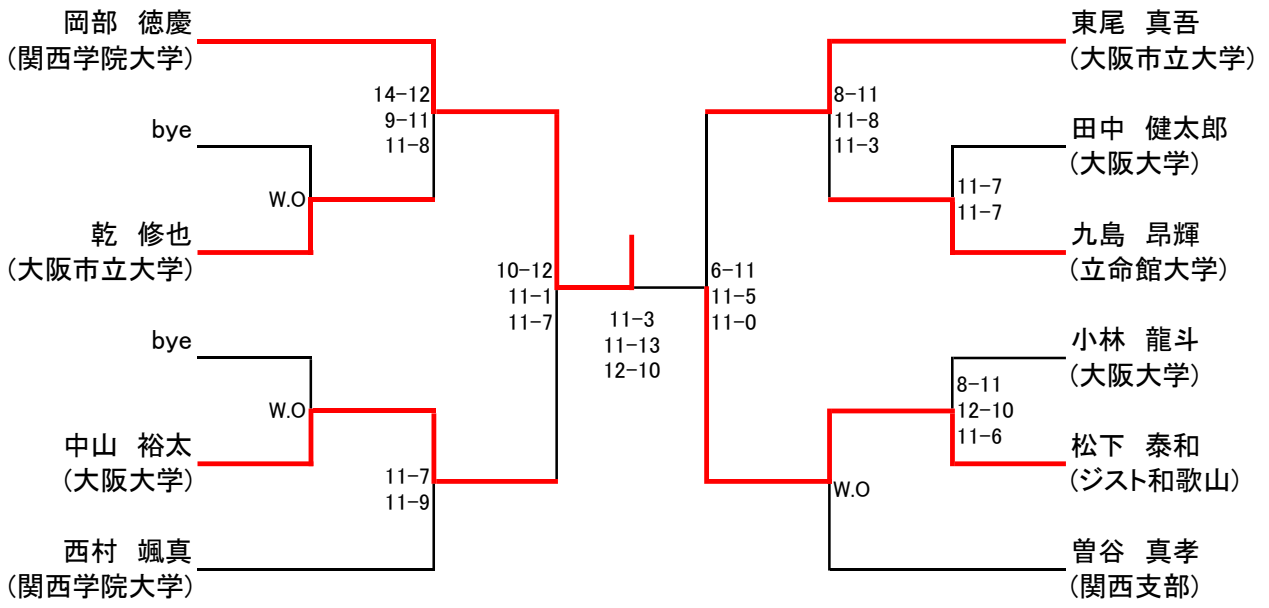 岡部　徳慶
(関西学院大学)
14-12
9-11
11-8
bye
W.O
乾　修也
(大阪市立大学)
10-12
11-1
11-7
bye
W.O
中山　裕太
(大阪大学)
11-7
11-9
西村　颯真
(関西学院大学)
11-3
11-13
12-10
東尾　真吾
(大阪市立大学)
8-11
11-8
11-3
田中　健太郎
(大阪大学)
11-7
11-7
九島　昂輝
(立命館大学)
6-11
11-5
11-0
小林　龍斗
(大阪大学)
8-11
12-10
11-6
松下　泰和
(ジスト和歌山)
W.O
曽谷　真孝
(関西支部)